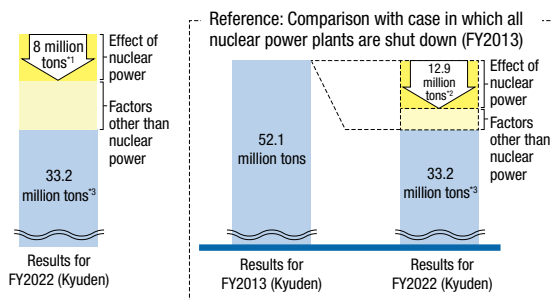 8 million
tons*1
Effect of
nuclear
power
Factors
other than
nuclear
power
33.2
million tons*3
Results for
FY2022 (Kyuden)
Reference: Comparison with case in which all
nuclear power plants are shut down (FY2013)
52.1
million tons
Results for
FY2013 (Kyuden)
12.9
million
tons*2
Effect of
nuclear
power
Factors
other than
nuclear
power
33.2
million tons*3
Results for
FY2022 (Kyuden)